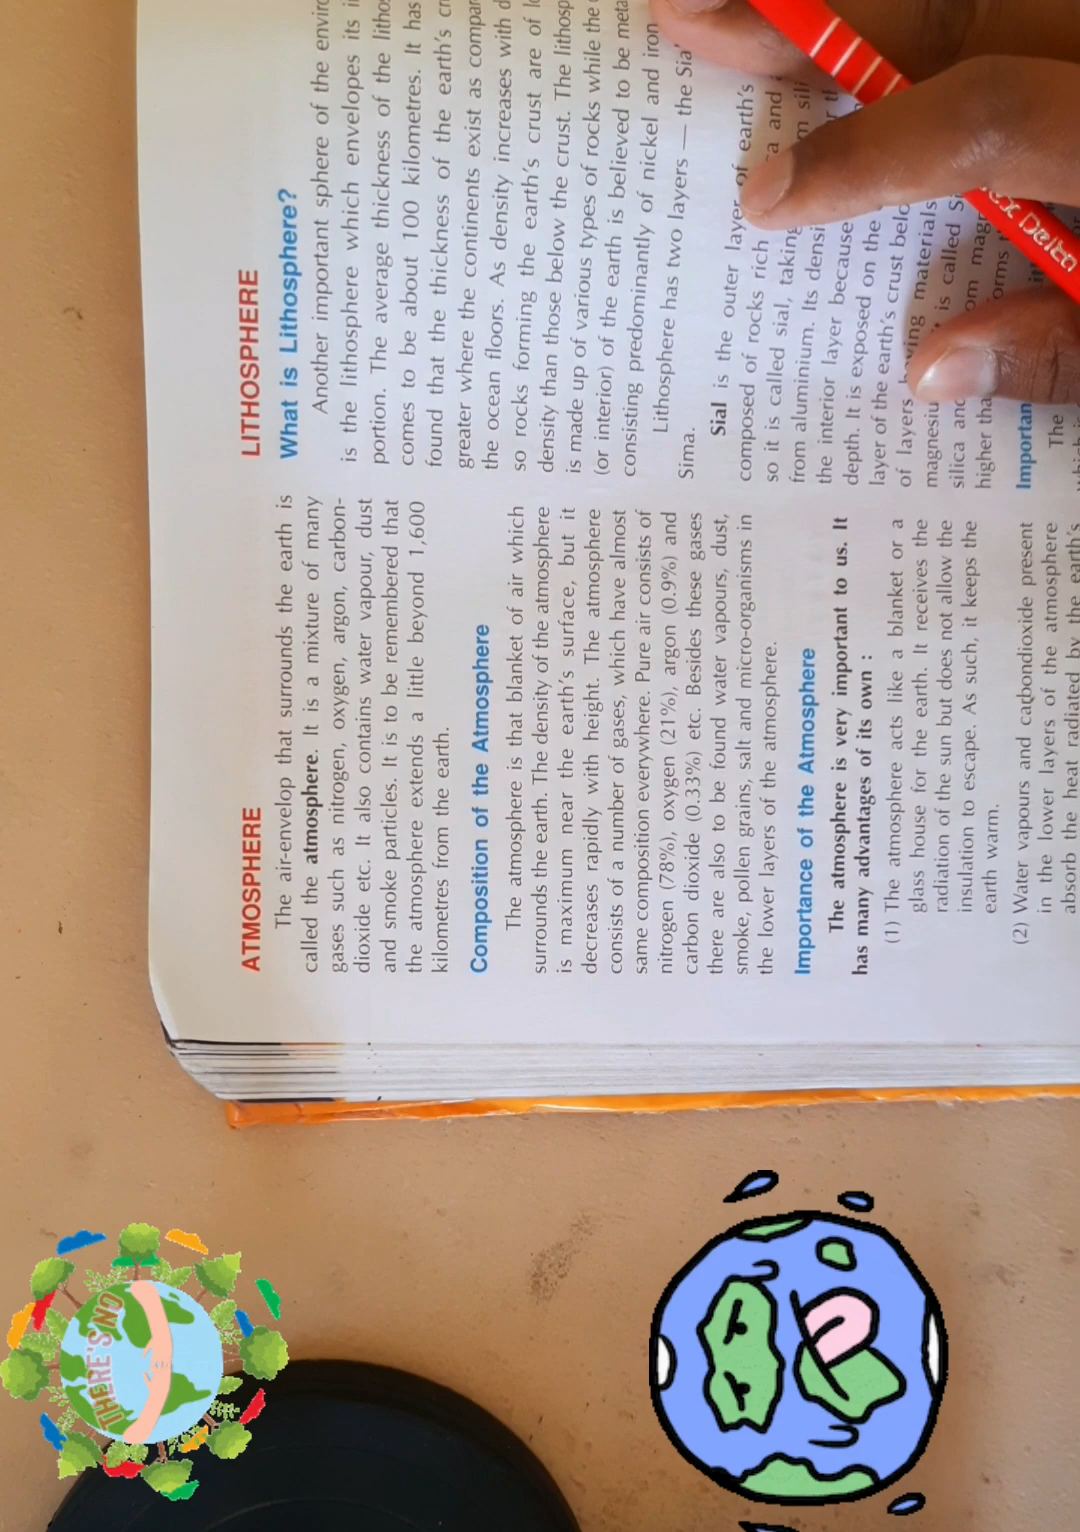 ATMOSPHERE
The air-envelop that surrounds the earth is
called the atmosphere. It is a mixture of many
gases such as nitrogen, oxygen, argon, carbon-
dioxide etc. It also contains water vapour, dust
and smoke particles. It is to be remembered that
the atmosphere extends a little beyond 1,600
kilometres from the earth.
Composition of the Atmosphere
The atmosphere is that blanket of air which
surrounds the earth. The density of the atmosphere
is maximum near the earth's surface, but it
decreases rapidly with height. The atmosphere
consists of a number of gases, which have almost
same composition everywhere. Pure air consists of
nitrogen (78%), oxygen (21%), argon (0.9%) and
carbon dioxide (0.33%) etc. Besides these gases
there are also to be found water vapours, dust,
smoke, pollen grains, salt and micro-organisms in
the lower layers of the atmosphere.
Importance of the Atmosphere
The atmosphere is very important to us. It
has many advantages of its own :
(1) The atmosphere acts like a blanket or a
glass house for the earth. It receives the
radiation of the sun but does not allow the
insulation to escape. As such, it keeps the
earth warm.
(2) Water vapours and carbondioxide present
in the lower layers of the atmosphere
absorb the heat radiated by the earth's
LITHOSPHERE
What is Lithosphere?
Another important sphere of the
is the lithosphere which envelopes its
portion. The average thickness of the
comes to be about 100 kilometres. It has
found that the thickness of the earth's
greater where the continents exist as
the ocean floors. As density increases with
so rocks forming the earth's crust are of
density than those below the crust. The
is made up of various types of rocks while the
(or interior) of the earth is believed to be
consisting predominantly of nickel and iron
Lithosphere has two layers — the
Sima.
Sial is the outer layer of earth's
composed of rocks rich and
so it is called sial, taking
from aluminium. Its
the interior layer because
depth. It is exposed on the
layer of the earth's crust
of layers having materials
is called
silica
higher
The
THERE'S NO